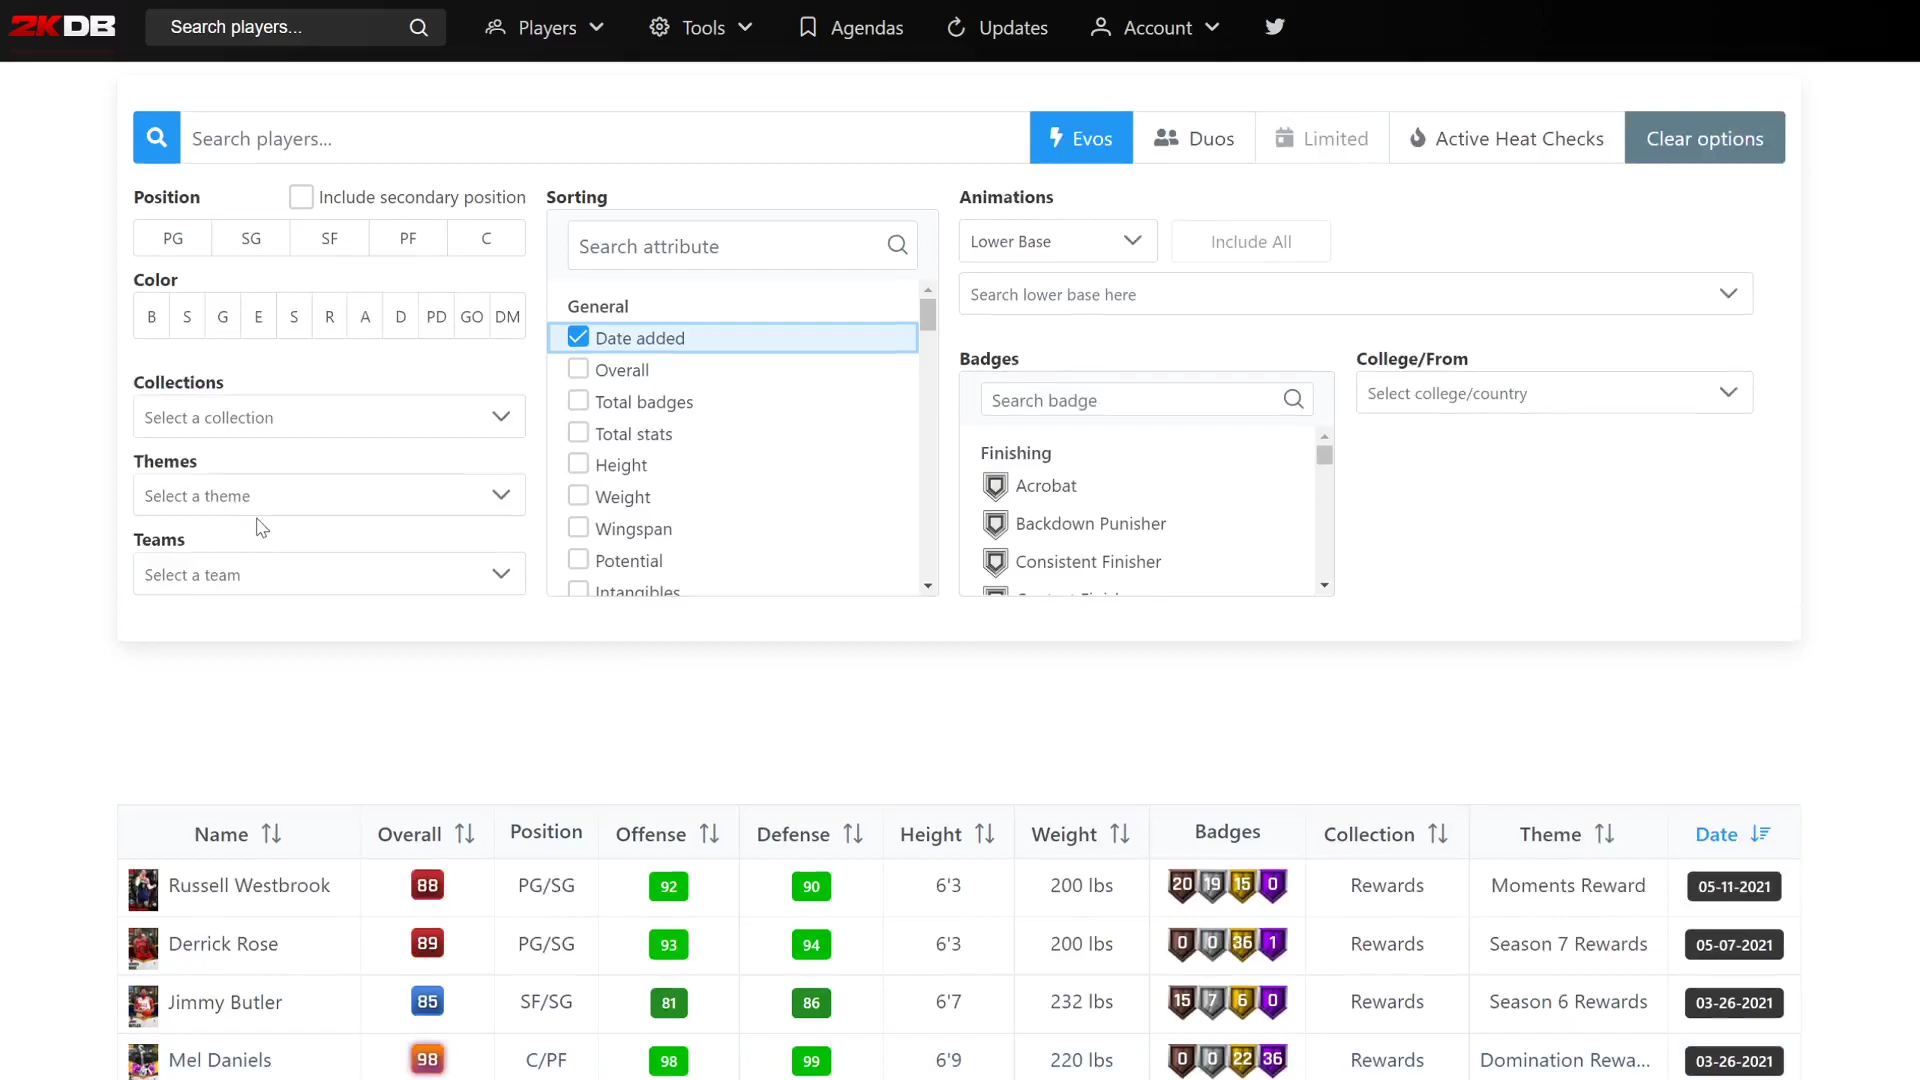 2KDB
Search players...
Players
Tools
Agendas
Updates
Account
Search players...
Evos
Duos
Limited
Active Heat Checks
Clear options
Position
Include secondary position
PG SG SF PF C
Color
B S G E S R A D PD GO DM
Collections
Select a collection
Themes
Select a theme
Teams
Select a team
Sorting
Search attribute
General
Date added
Overall
Total badges
Total stats
Height
Weight
Wingspan
Potential
Intangibles
Animations
Lower Base
Include All
Search lower base here
Badges
Search badge
Finishing
Acrobat
Backdown Punisher
Consistent Finisher
College/From
Select college/country
Name Overall Position Offense Defense Height Weight Badges Collection Theme Date
Russell Westbrook 88 PG/SG 92 90 6'3 200 lbs 20 19 15 0 Rewards Moments Reward 05-11-2021
Derrick Rose 89 PG/SG 93 94 6'3 200 lbs 0 0 36 1 Rewards Season 7 Rewards 05-07-2021
Jimmy Butler 85 SF/SG 81 86 6'7 232 lbs 15 7 6 0 Rewards Season 6 Rewards 03-26-2021
Mel Daniels 98 C/PF 98 99 6'9 220 lbs 0 0 22 36 Rewards Domination Rewa... 03-26-2021